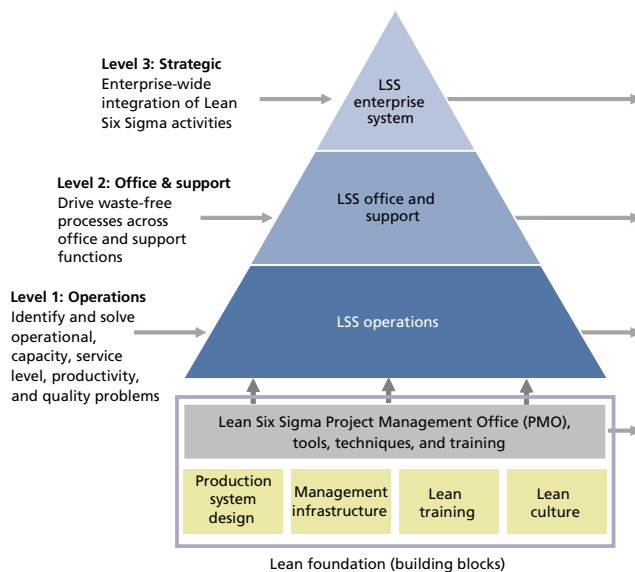 Level 3: Strategic
Enterprise-wide
integration of Lean
Six Sigma activities
LSS
enterprise
system
Level 2: Office & support
Drive waste-free
processes across
office and support
functions
LSS office and
support
Level 1: Operations
Identify and solve
operational,
capacity, service
level, productivity,
and quality problems
LSS operations
Lean Six Sigma Project Management Office (PMO),
tools, techniques, and training
Production
system
design
Management
infrastructure
Lean
training
Lean
culture
Lean foundation (building blocks)